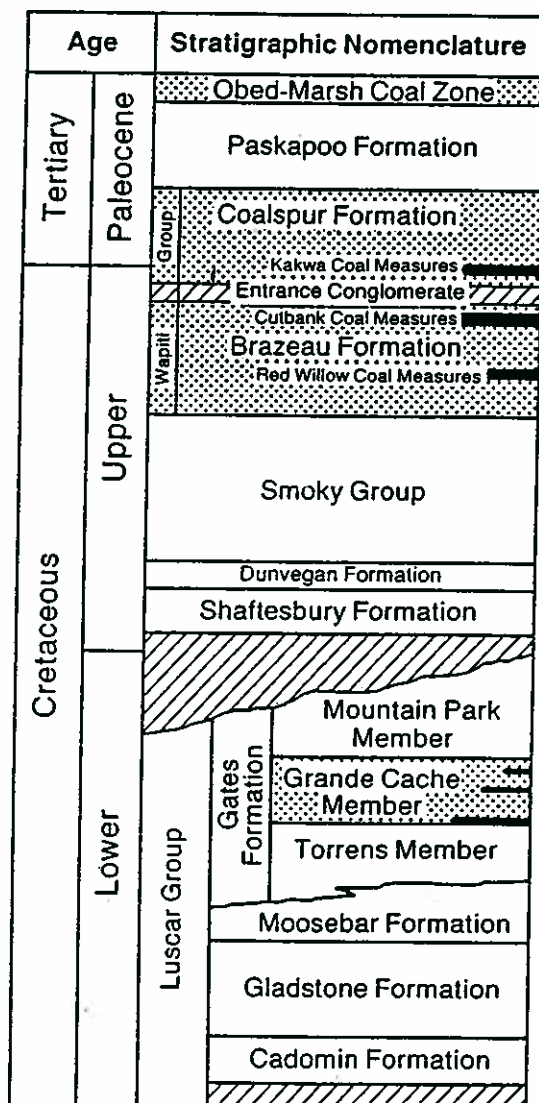 Age
Stratigraphic Nomenclature
Tertiary
Paleocene
Obed-Marsh Coal Zone
Paskapoo Formation
Wapiti Group
Coalspur Formation
Kakwa Coal Measures
Entrance Conglomerate
Cutbank Coal Measures
Brazeau Formation
Red Willow Coal Measures
Cretaceous
Upper
Smoky Group
Dunvegan Formation
Shaftesbury Formation
Lower
Luscar Group
Gates
Formation
Mountain Park
Member
Grande Cache
Member
Torrens Member
Moosebar Formation
Gladstone Formation
Cadomin Formation